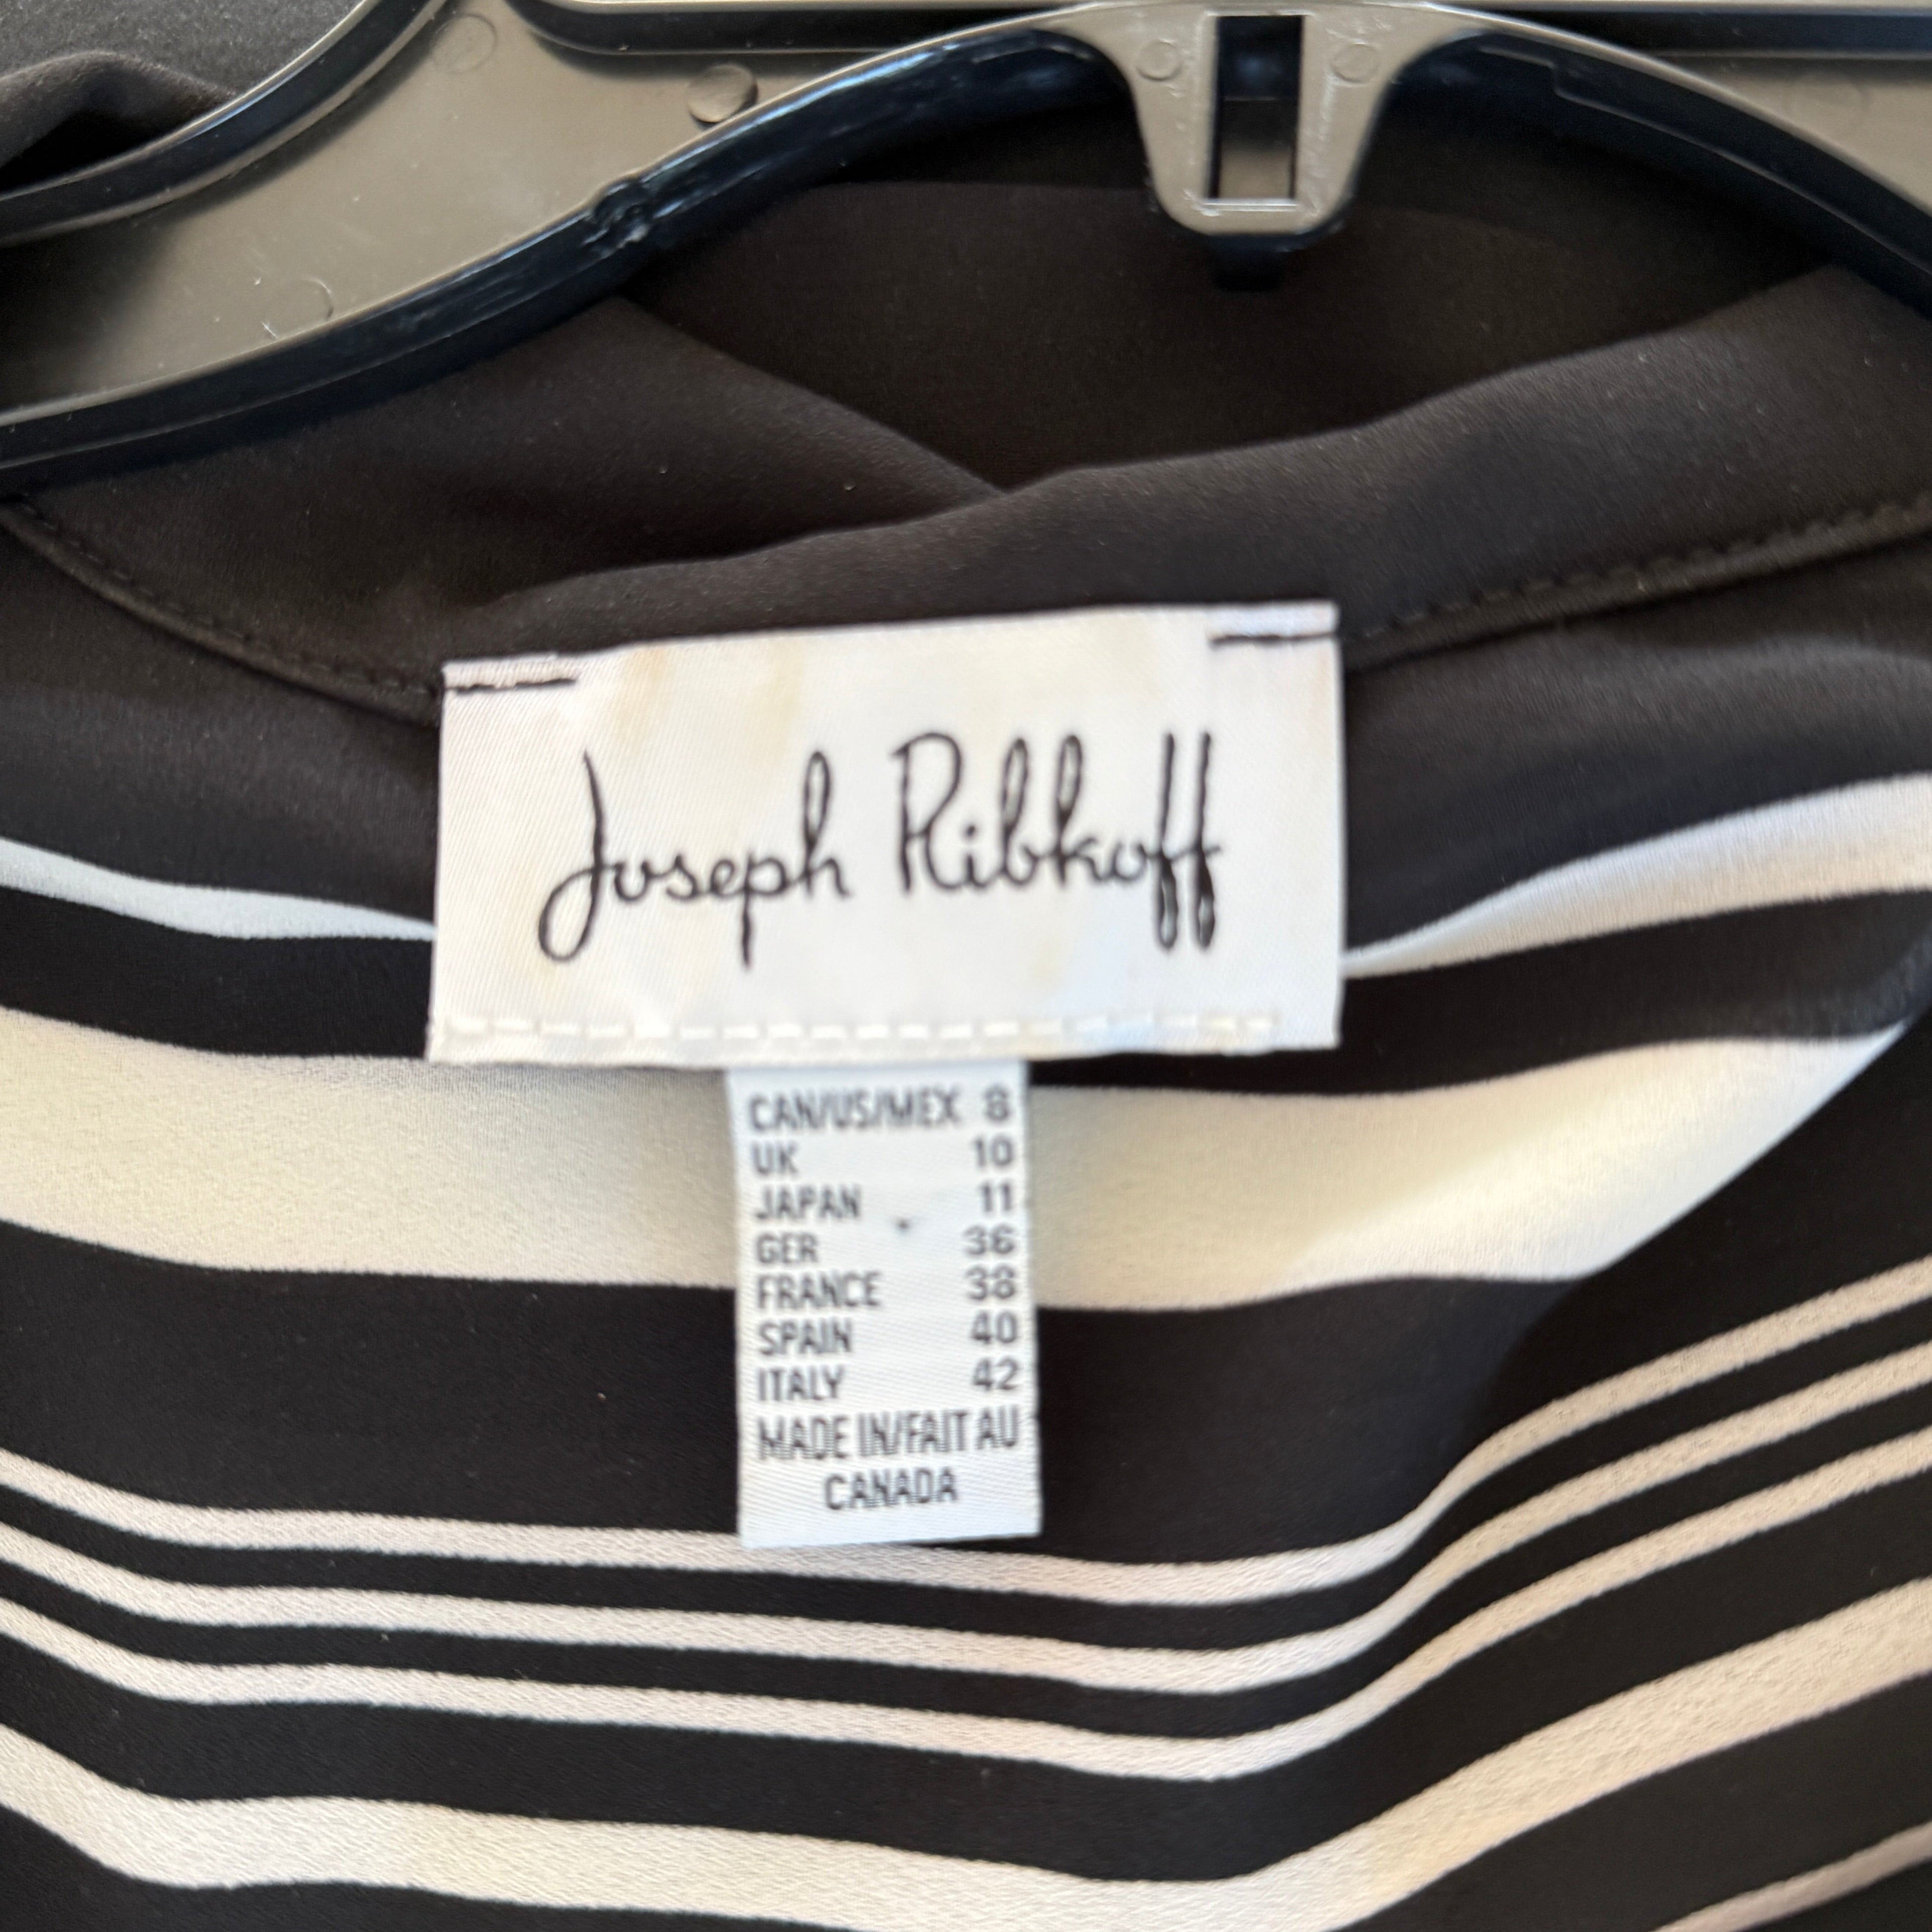 Joseph Ribkoff
CAN/US/MEX 8
UK 10
JAPAN 11
GER 36
FRANCE 38
SPAIN 40
ITALY 42
MADE IN/FAIT AU
CANADA